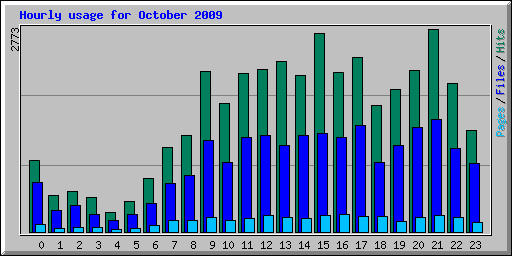 Hourly usage for October 2009
2773
Pages / Files / Hits
0 1 2 3 4 5 6 7 8 9 10 11 12 13 14 15 16 17 18 19 20 21 22 23